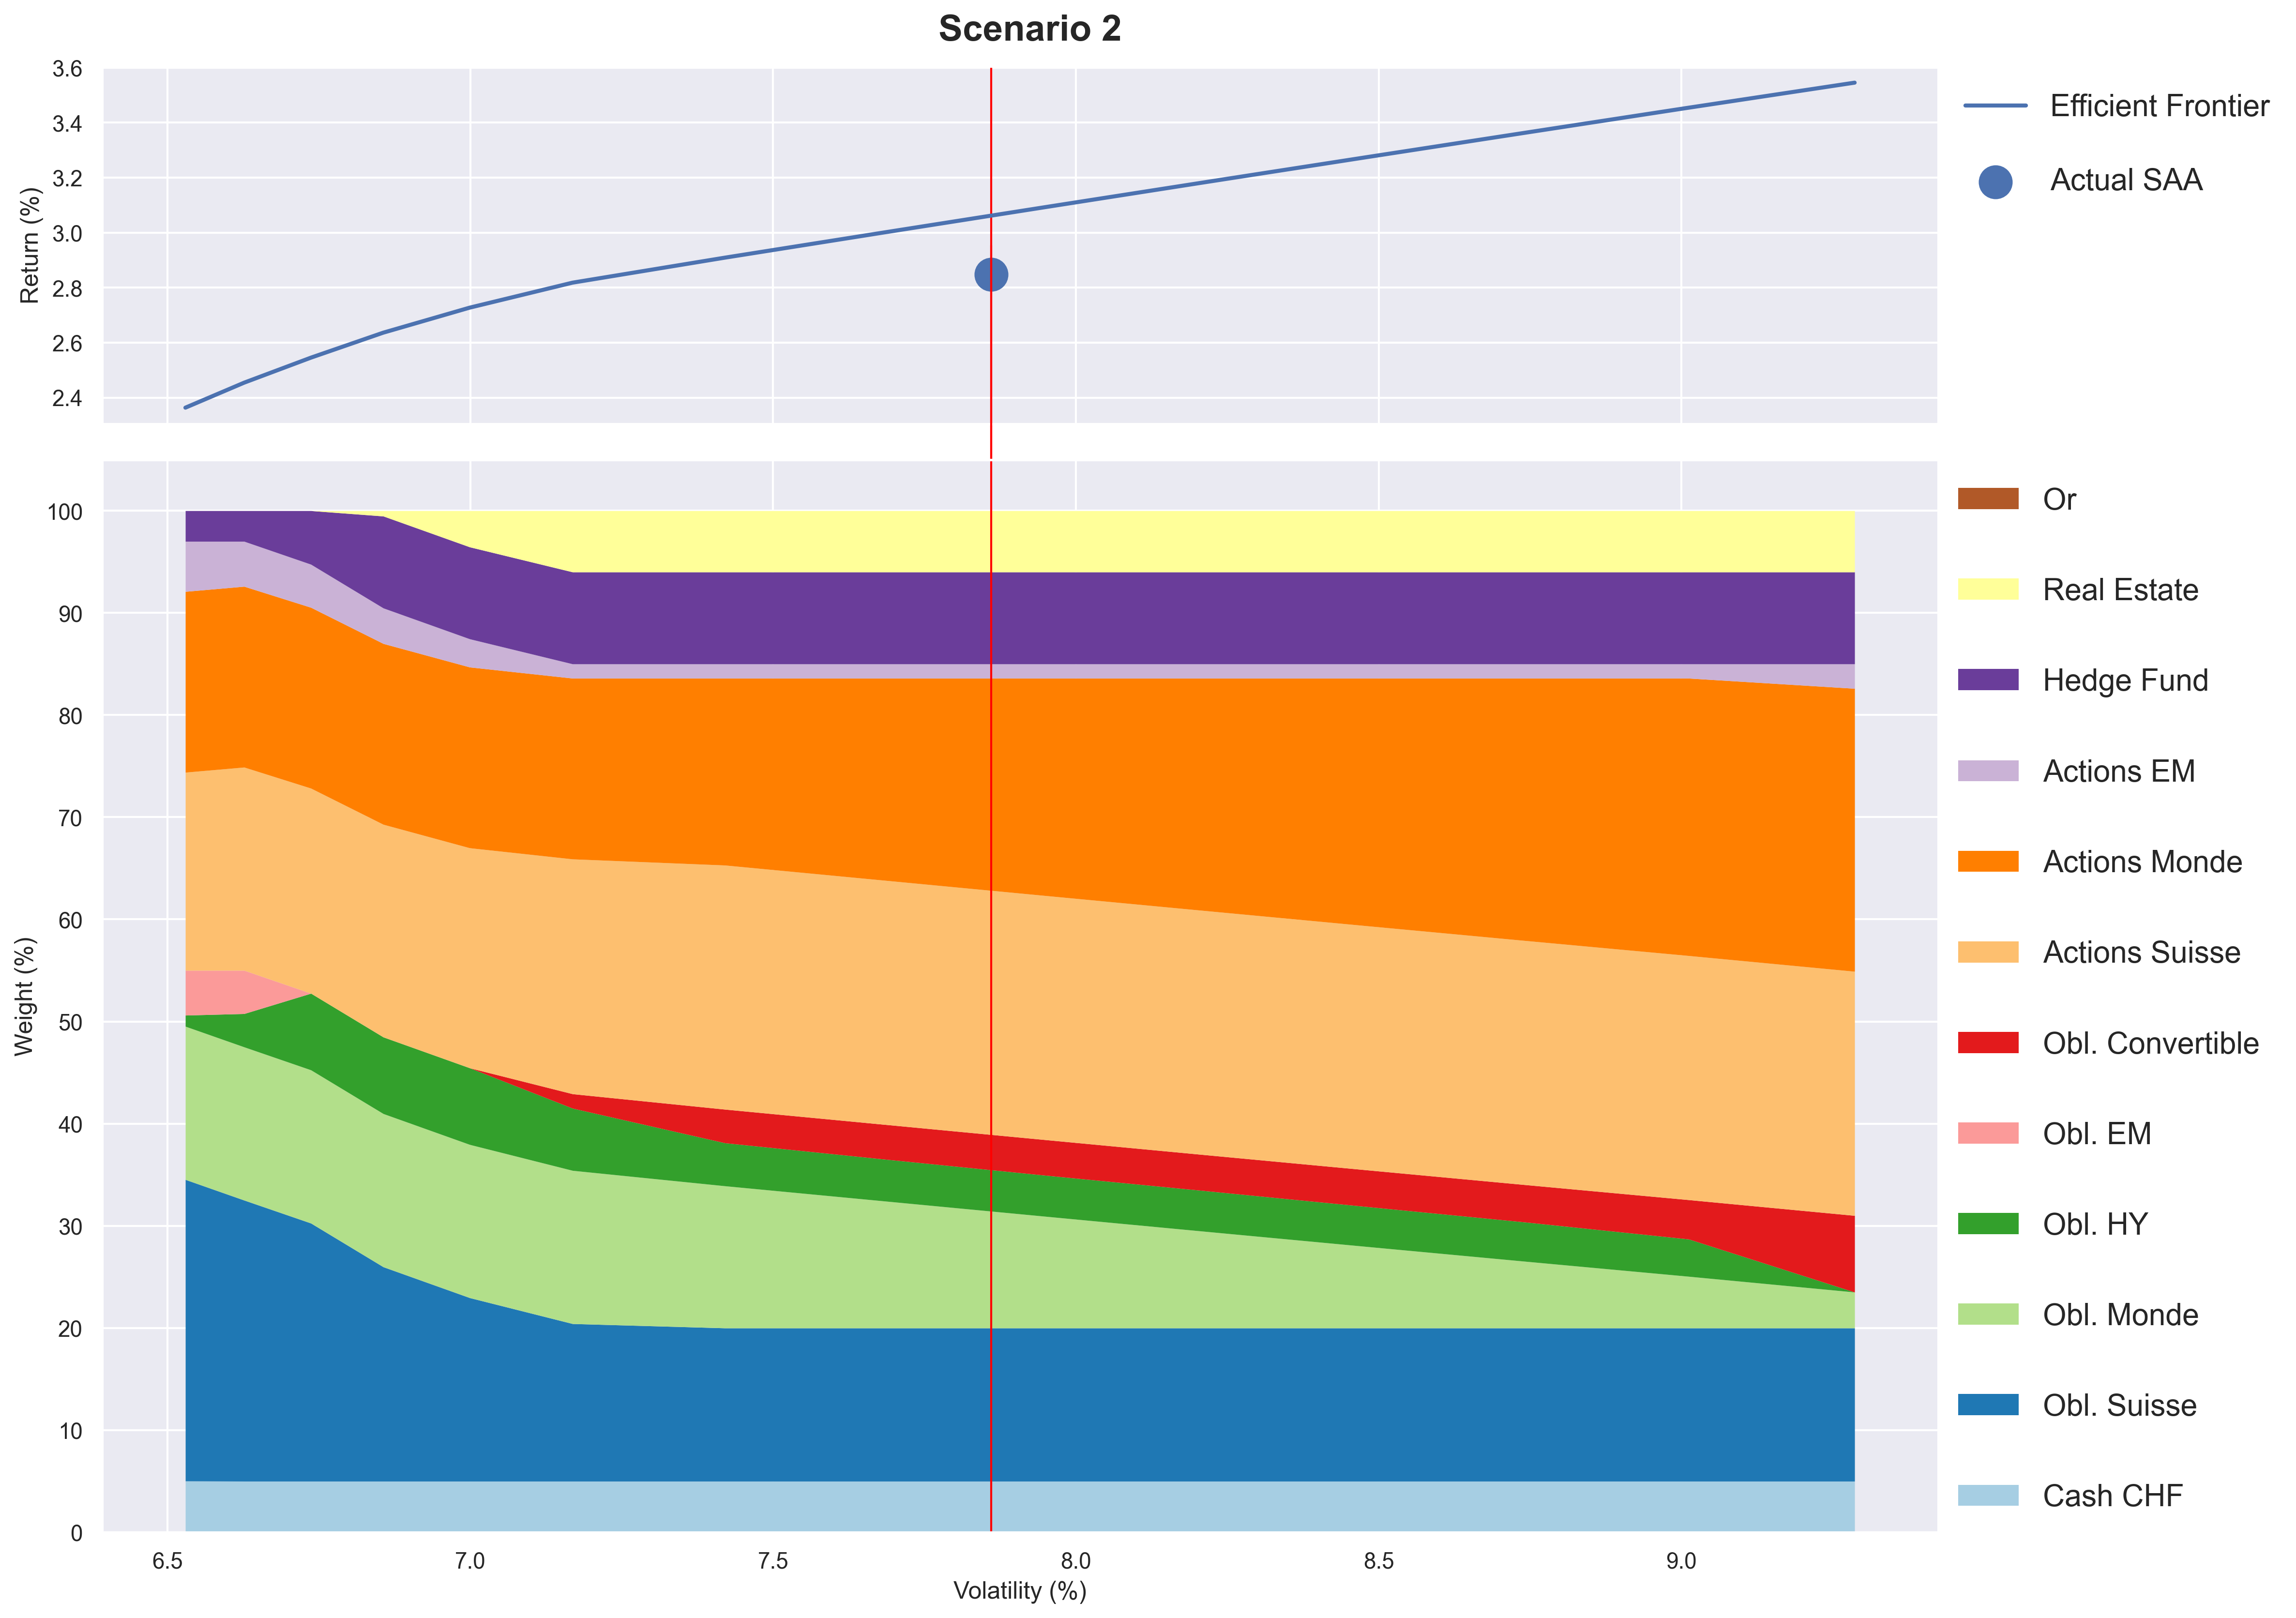 Scenario 2
3.6
3.4
3.2
3.0
2.8
2.6
2.4
Return (%)
Efficient Frontier
Actual SAA
100
90
80
70
60
50
40
30
20
10
0
Weight (%)
6.5 7.0 7.5 8.0 8.5 9.0
Volatility (%)
Or
Real Estate
Hedge Fund
Actions EM
Actions Monde
Actions Suisse
Obl. Convertible
Obl. EM
Obl. HY
Obl. Monde
Obl. Suisse
Cash CHF